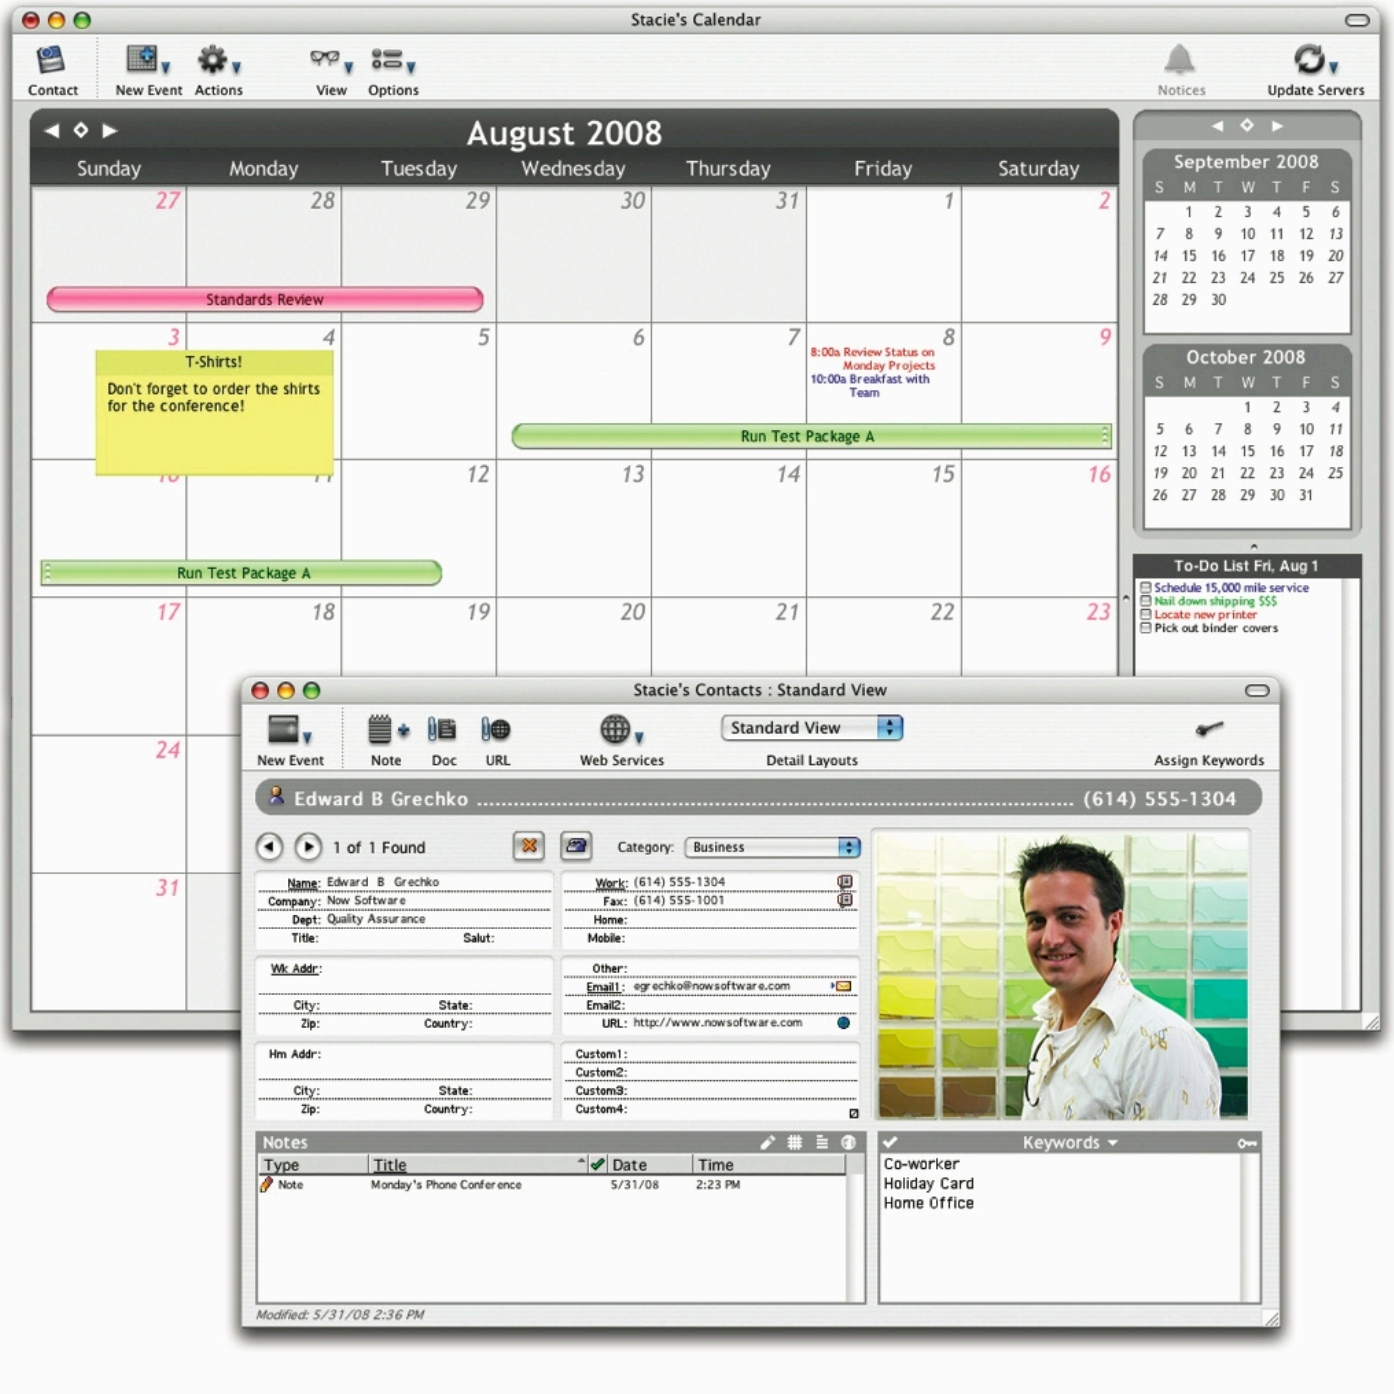 Stacie's Calendar
Contact New Event Actions View Options Notices Update Servers
August 2008
Sunday Monday Tuesday Wednesday Thursday Friday Saturday
27 28 29 30 31 1 2
Standards Review
3 4 5 6 7 8 9
T-Shirts!
Don't forget to order the shirts
for the conference!
8:00a Review Status on
Monday Projects
10:00a Breakfast with
Team
Run Test Package A
10 11 12 13 14 15 16
Run Test Package A
17 18 19 20 21 22 23
24
31
September 2008
S M T W T F S
1 2 3 4 5 6
7 8 9 10 11 12 13
14 15 16 17 18 19 20
21 22 23 24 25 26 27
28 29 30
October 2008
S M T W T F S
1 2 3 4
5 6 7 8 9 10 11
12 13 14 15 16 17 18
19 20 21 22 23 24 25
26 27 28 29 30 31
To-Do List Fri, Aug 1
Schedule 15,000 mile service
Nail down shipping $$$
Locate new printer
Pick out binder covers
Stacie's Contacts : Standard View
Standard View
New Event Note Doc URL Web Services Detail Layouts Assign Keywords
Edward B Grechko (614) 555-1304
1 of 1 Found Category: Business
Name: Edward B Grechko
Company: Now Software
Dept: Quality Assurance
Title: Salut:
Work: (614) 555-1304
Fax: (614) 555-1001
Home:
Mobile:
Wk Addr:
City: State:
Zip: Country:
Other:
Email1: egrechko@nowsoftware.com
Email2:
URL: http://www.nowsoftware.com
Hm Addr:
City: State:
Zip: Country:
Custom1:
Custom2:
Custom3:
Custom4:
Notes
Type Title Date Time
Note Monday's Phone Conference 5/31/08 2:23 PM
Keywords
Co-worker
Holiday Card
Home Office
Modified: 5/31/08 2:36 PM